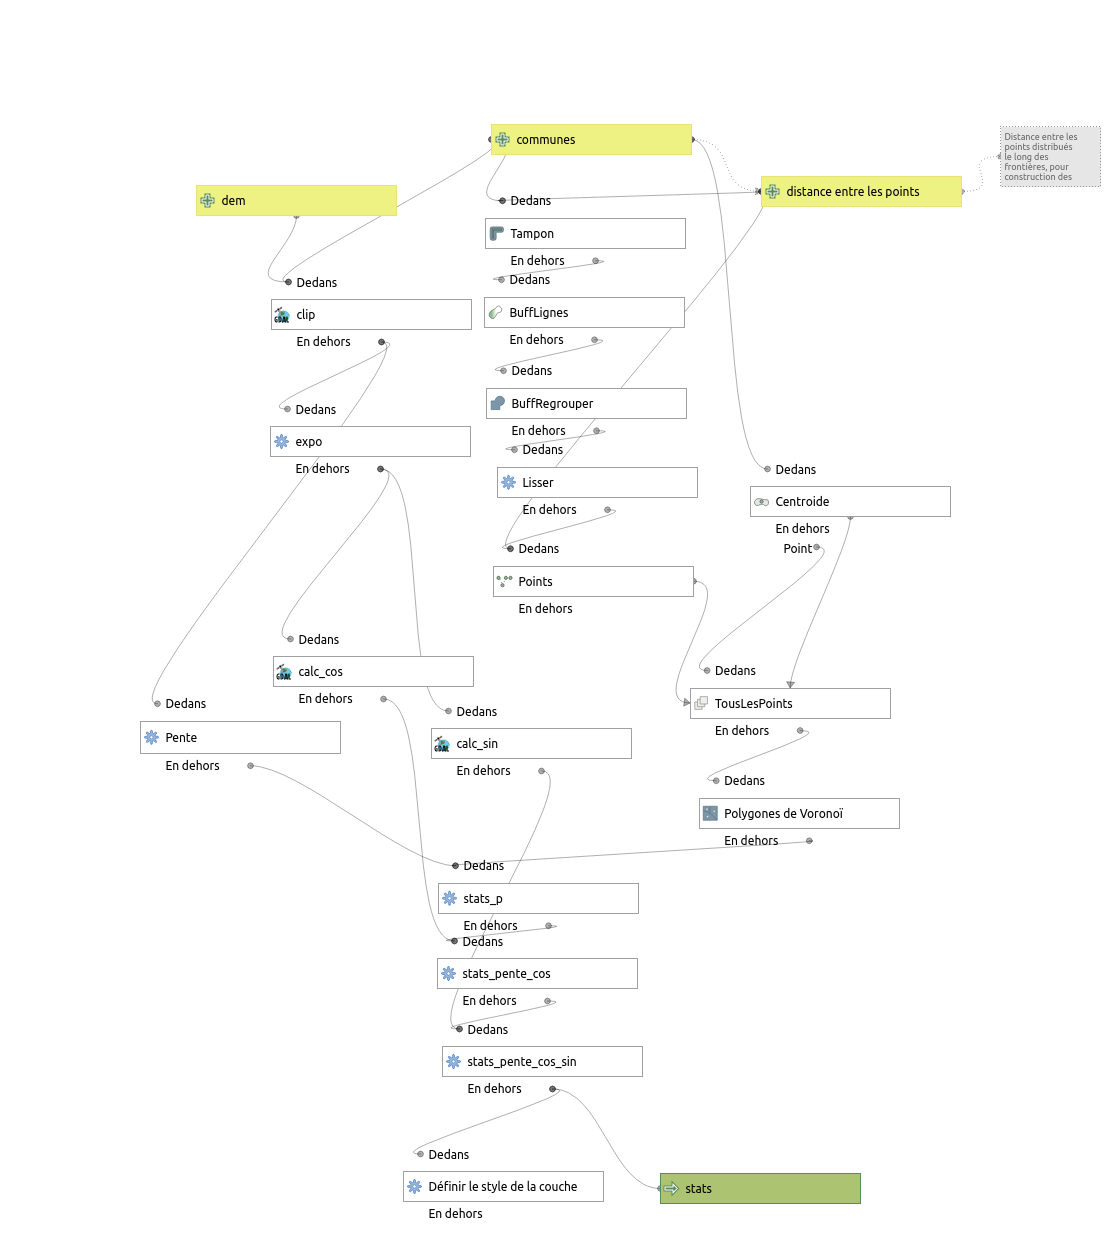 communes
Distance entre les
points distribués
le long des
frontières, pour
construction des
distance entre les points
dem
Dedans
Tampon
En dehors
Dedans
BuffLignes
En dehors
Dedans
BuffRegrouper
En dehors
Dedans
Lisser
En dehors
Dedans
Points
En dehors
Dedans
GDAL
clip
En dehors
Dedans
expo
En dehors
Dedans
GDAL
calc_cos
En dehors
Dedans
Pente
En dehors
Dedans
GDAL
calc_sin
En dehors
Dedans
Centroide
En dehors
Point
Dedans
TousLesPoints
En dehors
Dedans
Polygones de Voronoï
En dehors
Dedans
stats_p
En dehors
Dedans
stats_pente_cos
En dehors
Dedans
stats_pente_cos_sin
En dehors
Dedans
Définir le style de la couche
En dehors
stats